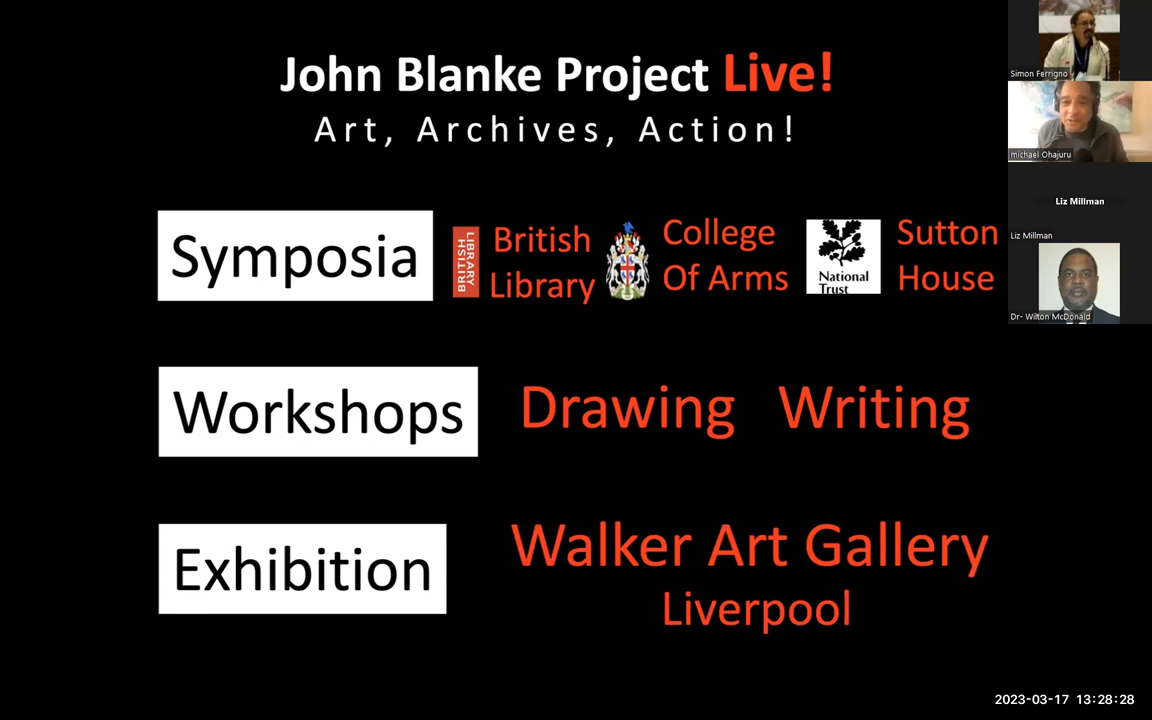 John Blanke Project Live!
Art, Archives, Action!
Symposia
LIBRARY
BRITISH
British
Library
College
Of Arms
National
Trust
Sutton
House
Workshops
Drawing Writing
Exhibition
Walker Art Gallery
Liverpool
Simon Ferrigno
michael Ohajuru
Liz Millman
Liz Millman
Dr- Wilton McDonald
2023-03-17 13:28:28